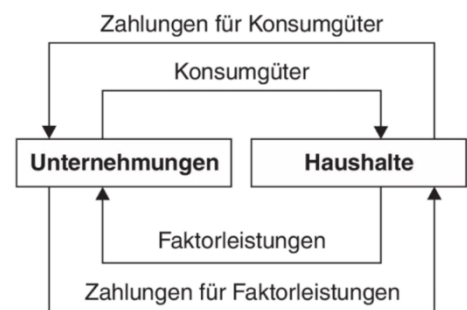 Zahlungen für Konsumgüter
Konsumgüter
Unternehmungen
Haushalte
Faktorleistungen
Zahlungen für Faktorleistungen